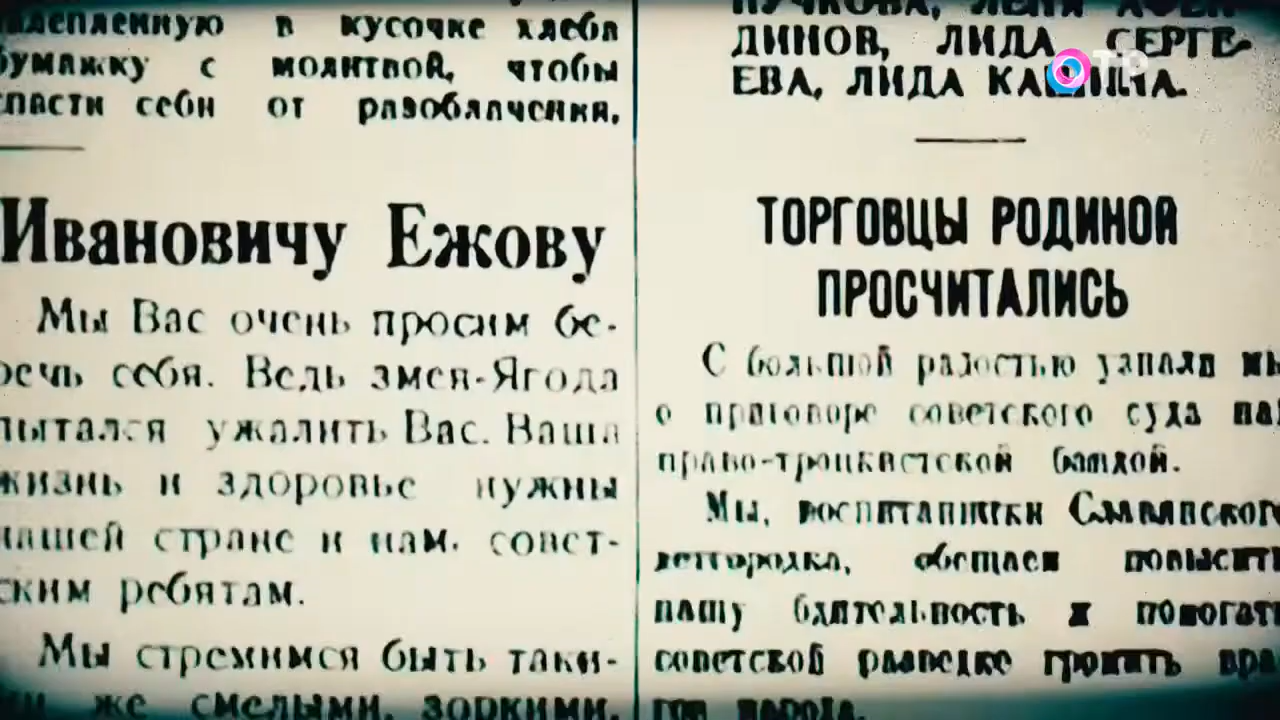 в кусочке хлеба
бумажку с молитвой, чтобы
спасти себя от разоблачения.
Ивановичу Ежову
Мы Вас очень просим бе-
речь себя. Ведь змея-Ягода
пытался ужалить Вас. Ваша
жизнь и здоровье нужны
нашей стране и нам, совет-
ским ребятам.
Мы стремимся быть таки-
ми же смелыми, зоркими,
ДИНОВ, ЛИДА СЕРГЕ-
ЕВА, ЛИДА
ОТР
ТОРГОВЦЫ РОДИНОЙ
ПРОСЧИТАЛИСЬ
С большой радостью узнали мы
о приговоре советского суда над
право-троцкистской бандой.
Мы, воспитанники Славянского
детгородка, обещаем повысить
нашу бдительность и помогать
советской разведке громить вра-
гов народа.